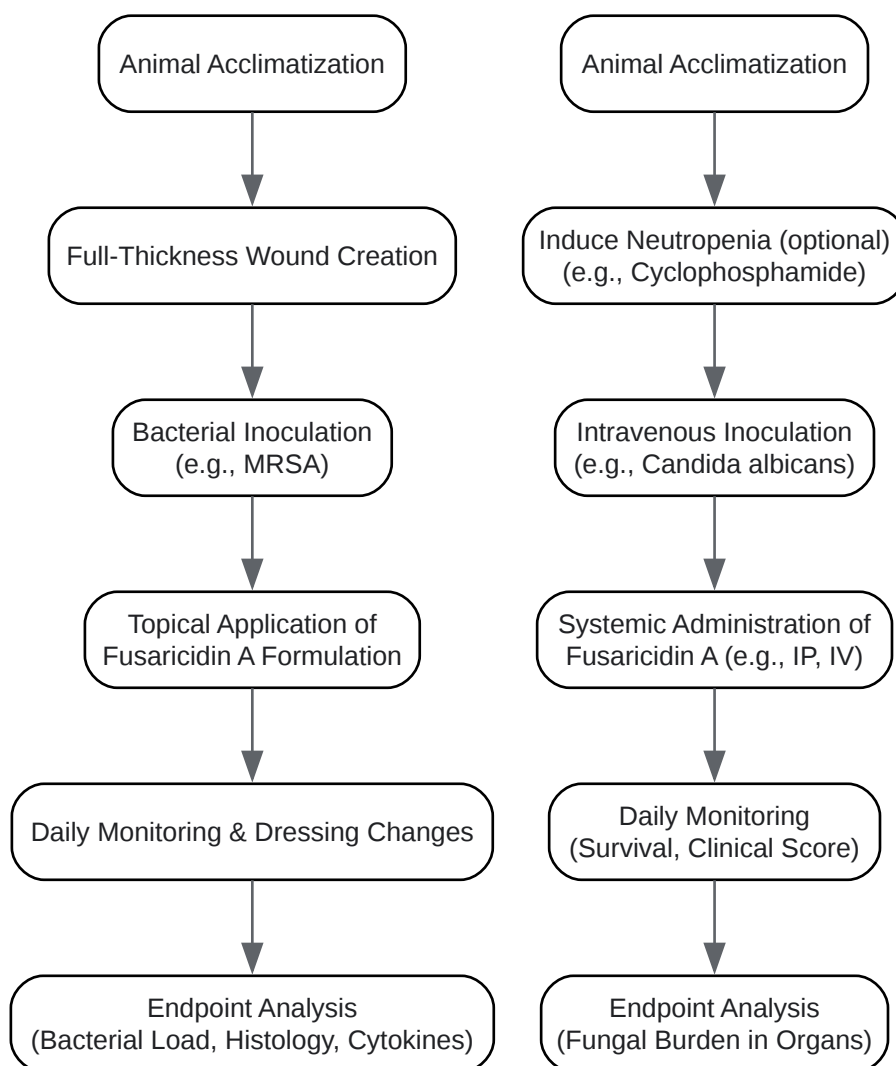 Animal Acclimatization
Full-Thickness Wound Creation
Bacterial Inoculation
(e.g., MRSA)
Topical Application of
Fusaricidin A Formulation
Daily Monitoring & Dressing Changes
Endpoint Analysis
(Bacterial Load, Histology, Cytokines)
Animal Acclimatization
Induce Neutropenia (optional)
(e.g., Cyclophosphamide)
Intravenous Inoculation
(e.g., Candida albicans)
Systemic Administration of
Fusaricidin A (e.g., IP, IV)
Daily Monitoring
(Survival, Clinical Score)
Endpoint Analysis
(Fungal Burden in Organs)